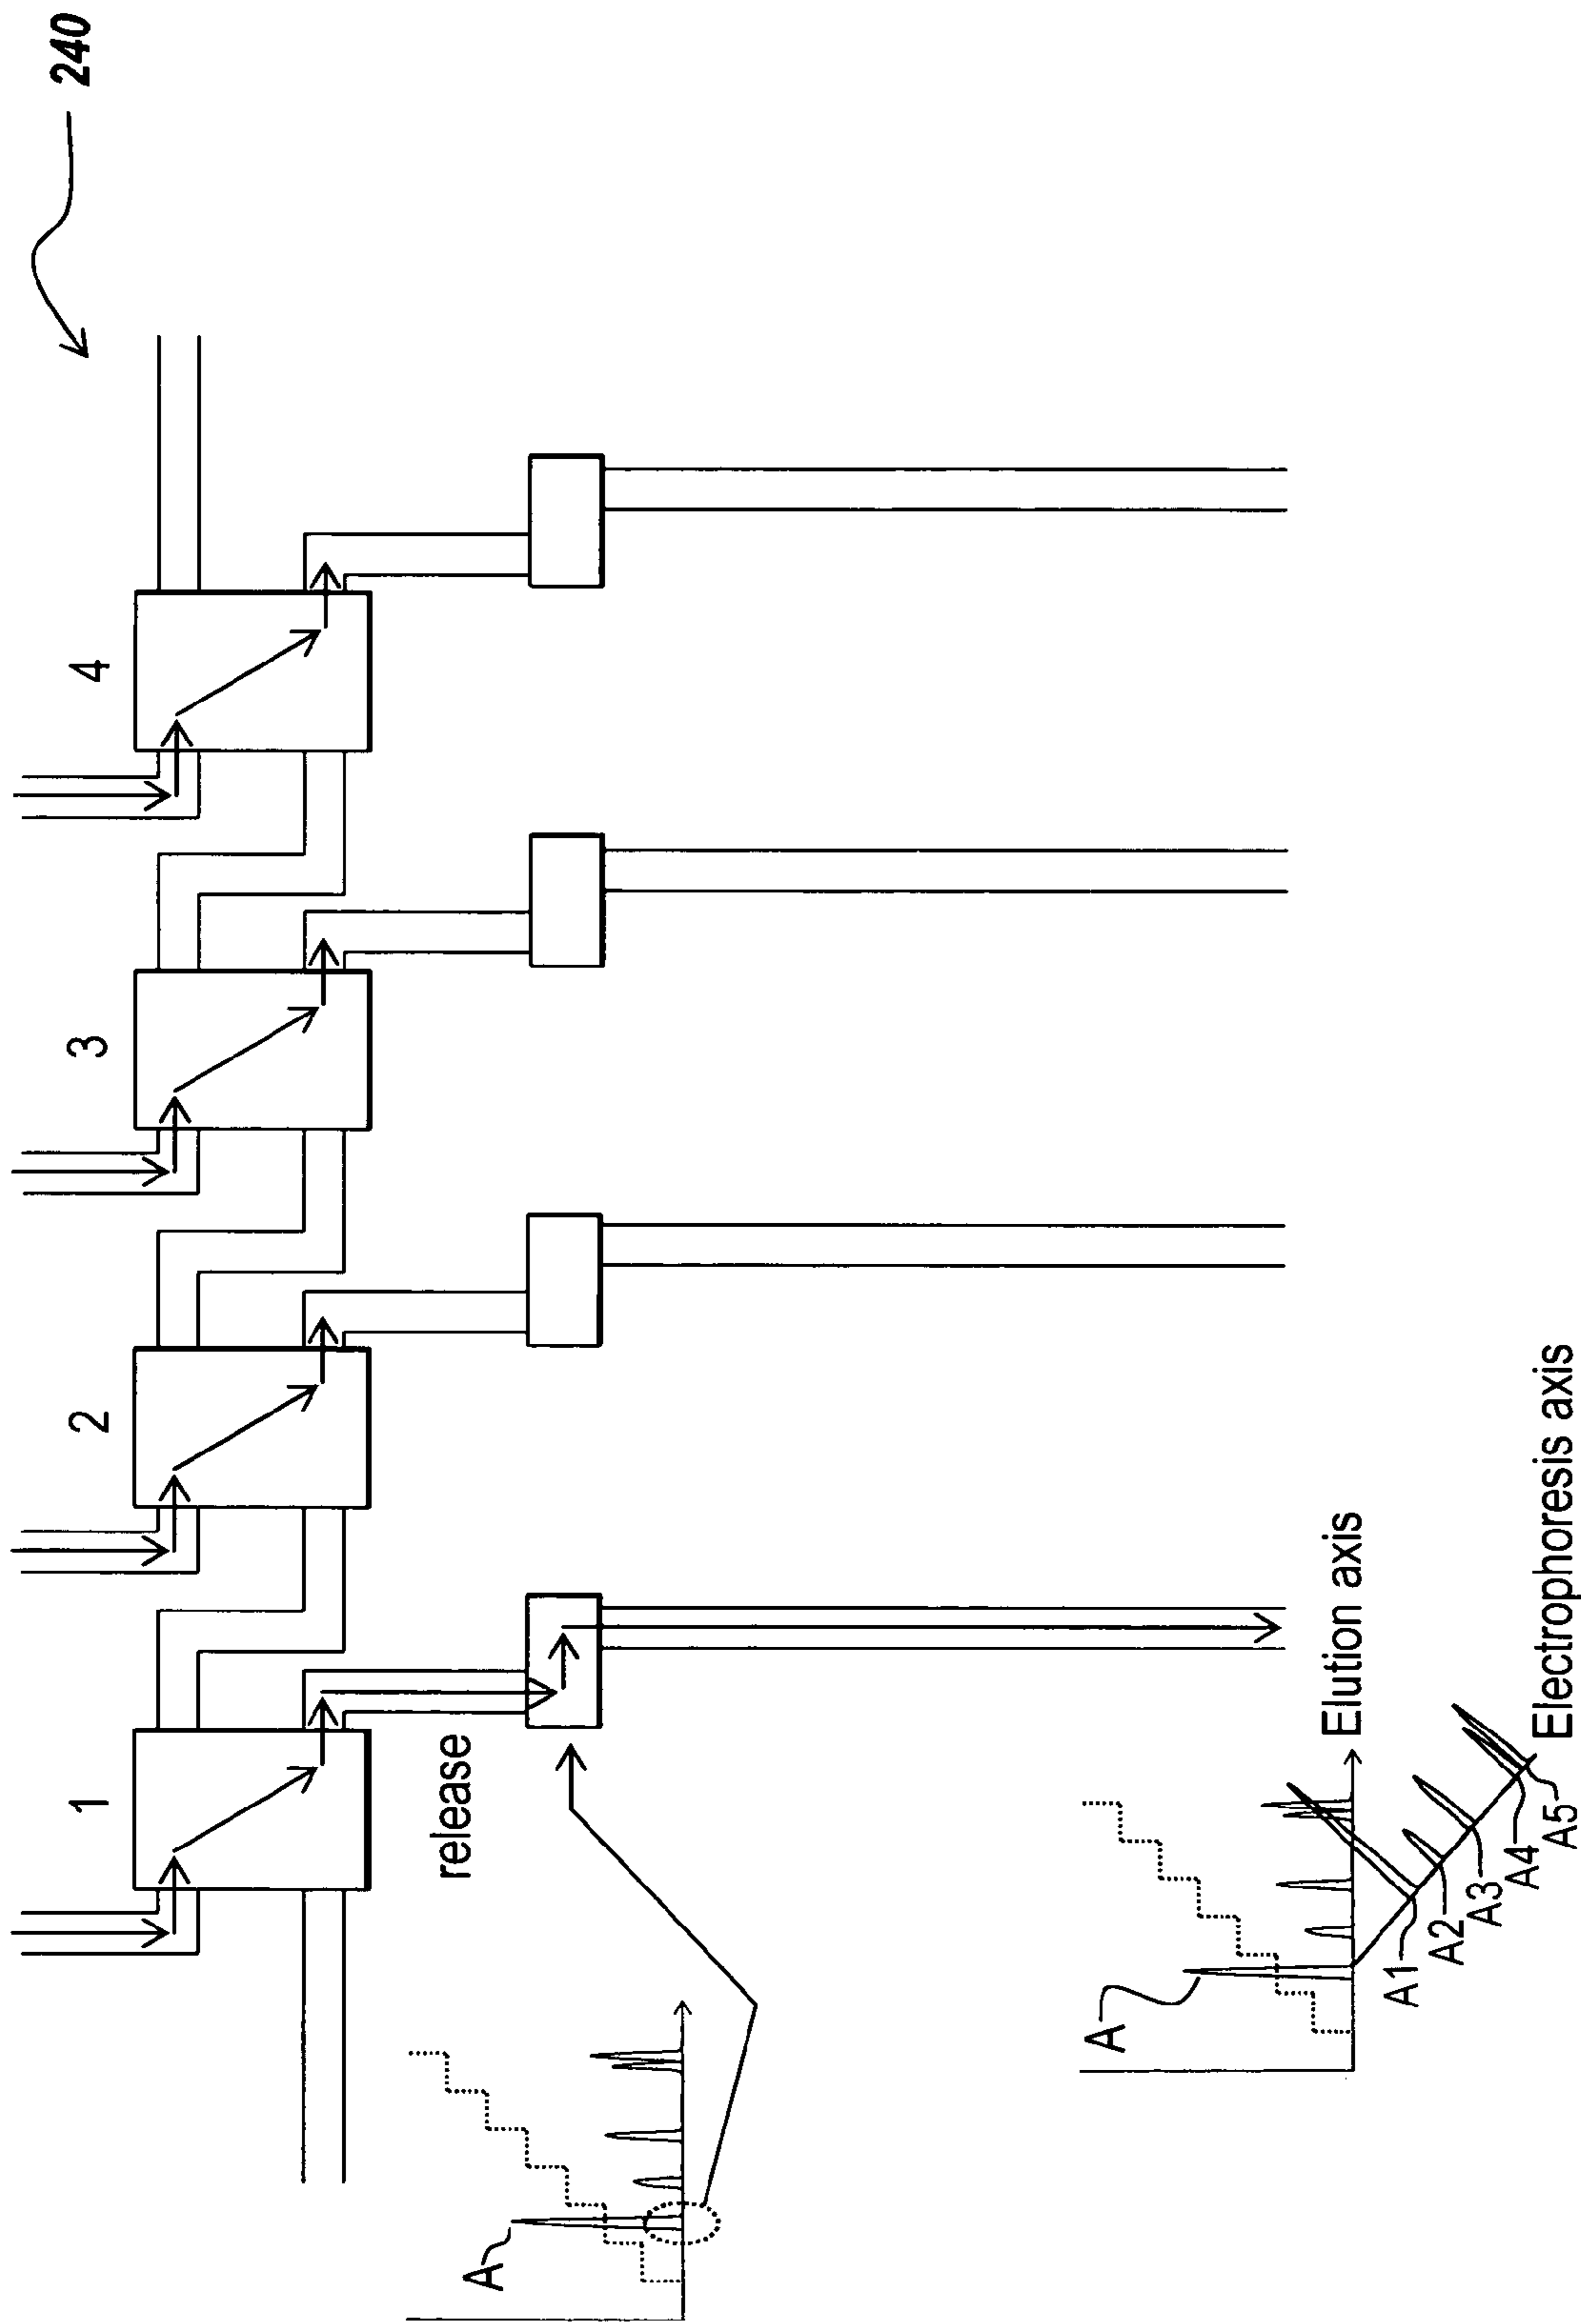 240
1
2
3
4
release
A
A
Elution axis
A1
A2
A3
A4
A5
Electrophoresis axis